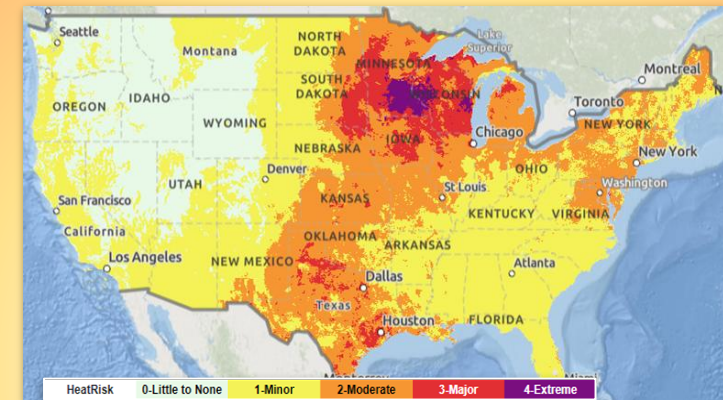 Seattle
NORTH
DAKOTA
Lake
Superior
Montana
MINNESOTA
Montreal
SOUTH
DAKOTA
WISCONSIN
OREGON
IDAHO
Toronto
WYOMING
NEW YORK
Chicago
IOWA
NEBRASKA
New York
OHIO
Denver
Washington
UTAH
St Louis
San Francisco
KANSAS
KENTUCKY
VIRGINIA
California
OKLAHOMA
ARKANSAS
Los Angeles
NEW MEXICO
Atlanta
Dallas
Texas
Houston
FLORIDA
Monterrey
Miami
HeatRisk 0-Little to None 1-Minor 2-Moderate 3-Major 4-Extreme